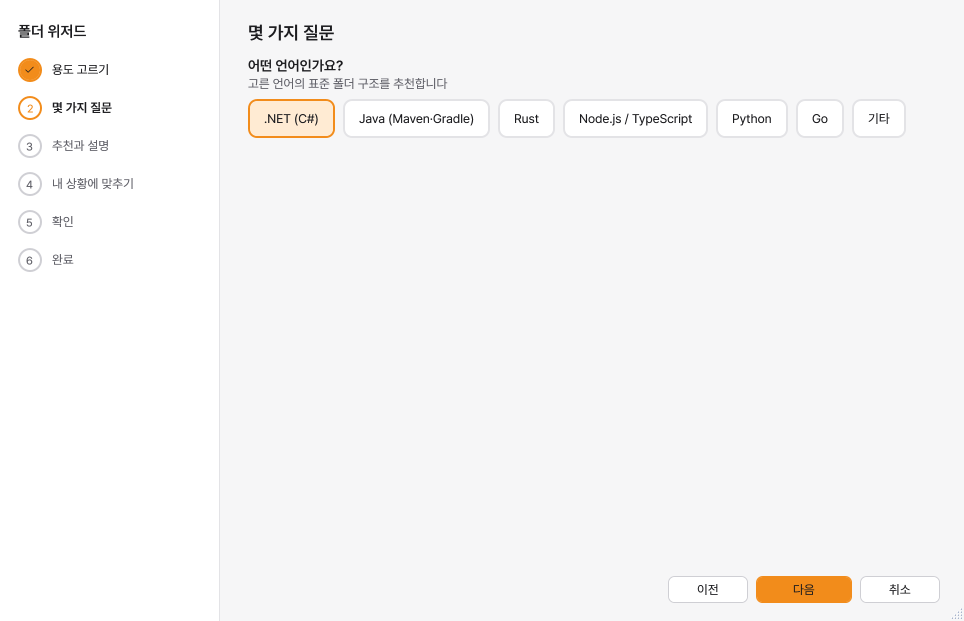 폴더 위저드
용도 고르기
2 몇 가지 질문
3 추천과 설명
4 내 상황에 맞추기
5 확인
6 완료
몇 가지 질문
어떤 언어인가요?
고른 언어의 표준 폴더 구조를 추천합니다
.NET (C#) Java (Maven·Gradle) Rust Node.js / TypeScript Python Go 기타
이전 다음 취소